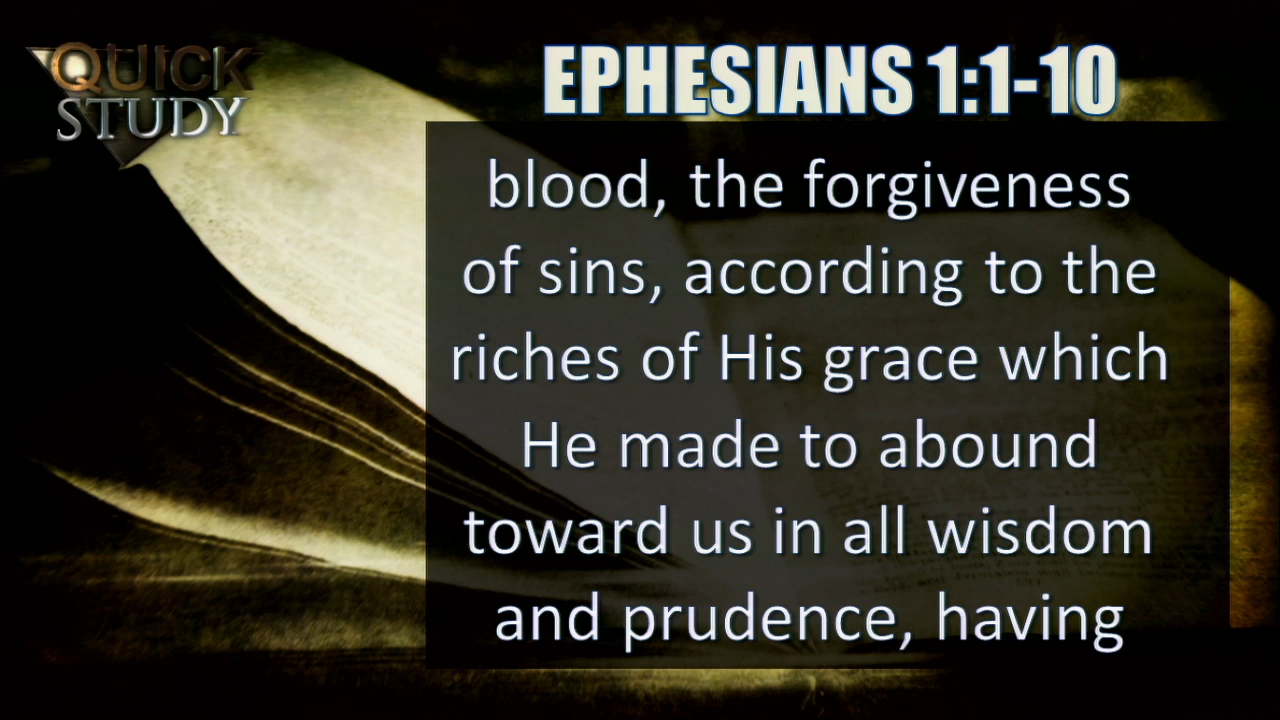 QUICK
STUDY
EPHESIANS 1:1-10
blood, the forgiveness
of sins, according to the
riches of His grace which
He made to abound
toward us in all wisdom
and prudence, having